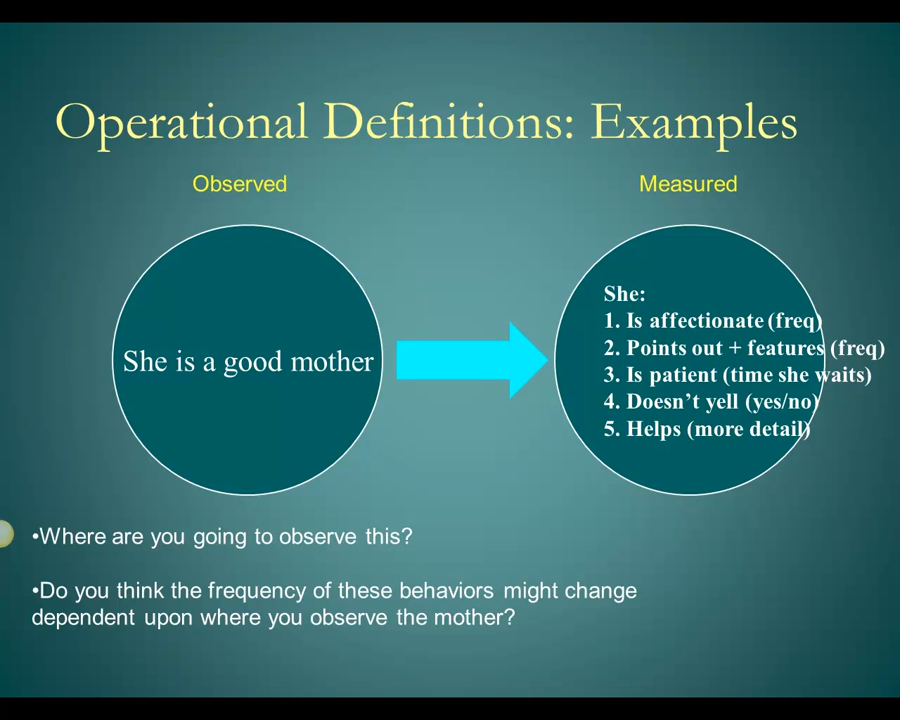 Operational Definitions: Examples
Observed
Measured
She is a good mother
She:
1. Is affectionate (freq)
2. Points out + features (freq)
3. Is patient (time she waits)
4. Doesn’t yell (yes/no)
5. Helps (more detail)
•Where are you going to observe this?
•Do you think the frequency of these behaviors might change
dependent upon where you observe the mother?